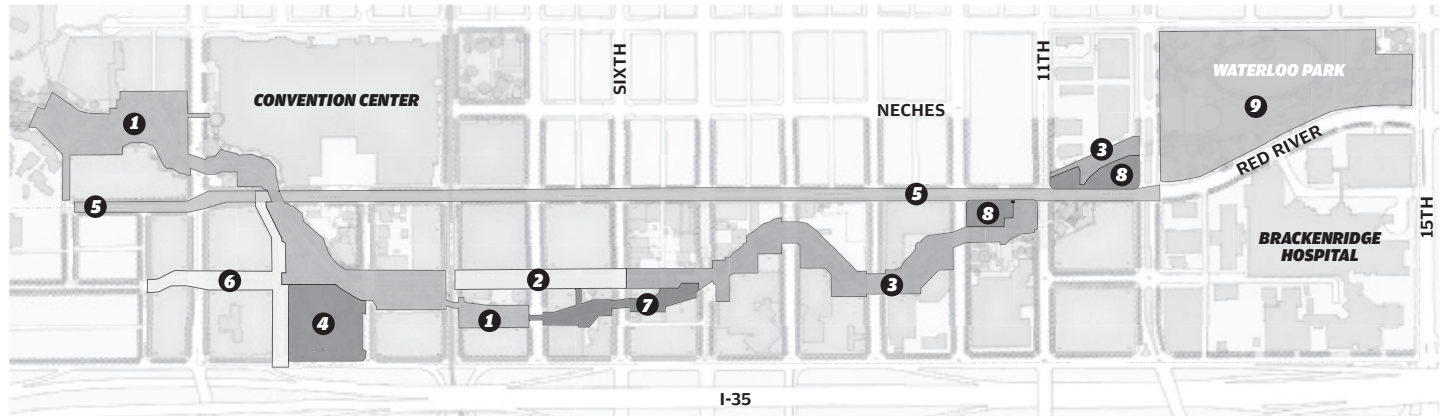 SIXTH
11TH
WATERLOO PARK
CONVENTION CENTER
9
NECHES
1
3
RED RIVER
8
5
5
8
15TH
BRACKENRIDGE
HOSPITAL
6
2
3
7
4
1
I-35